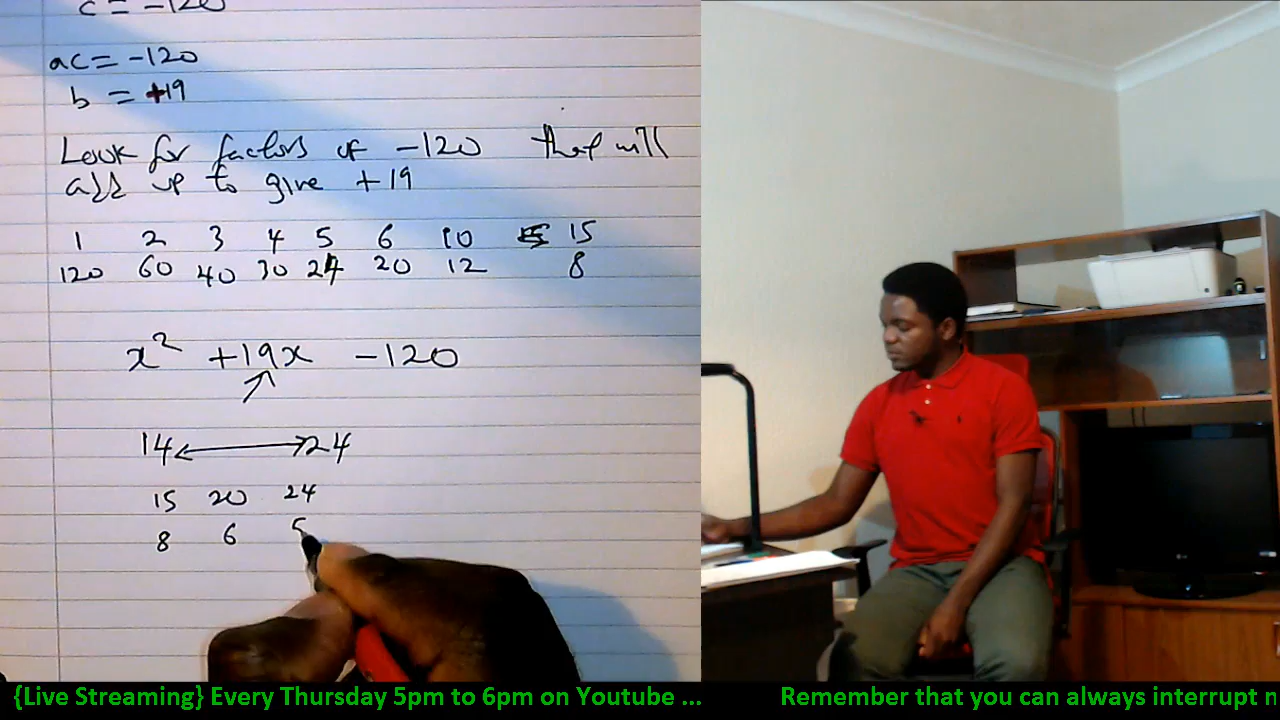 c = -120
ac = -120
b = +19
Look for factors of -120 that will
add up to give +19
1 2 3 4 5 6 10 15
120 60 40 30 24 20 12 8
x² +19x -120
14 ↔ 24
15 20 24
8 6 5
{Live Streaming} Every Thursday 5pm to 6pm on Youtube ... Remember that you can always interrupt n